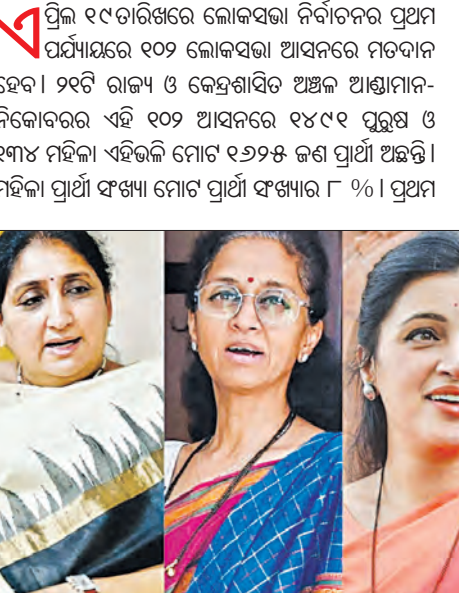 ଏପ୍ରିଲ ୧୯ ତାରିଖରେ ଲୋକସଭା ନିର୍ବାଚନର ପ୍ରଥମ
ପର୍ଯ୍ୟାୟରେ ୧୦୨ ଲୋକସଭା ଆସନରେ ମତଦାନ
ହେବ। ୨୧ଟି ରାଜ୍ୟ ଓ କେନ୍ଦ୍ରଶାସିତ ଅଞ୍ଚଳ ଆଣ୍ଡାମାନ-
ନିକୋବରର ଏହି ୧୦୨ ଆସନରେ ୧୪୯୧ ପୁରୁଷ ଓ
୧୩୪ ମହିଳା ଏହିଭଳି ମୋଟ ୧୬୨୫ ଜଣ ପ୍ରାର୍ଥୀ ଅଛନ୍ତି।
ମହିଳା ପ୍ରାର୍ଥୀ ସଂଖ୍ୟା ମୋଟ ପ୍ରାର୍ଥୀ ସଂଖ୍ୟାର ୮ %। ପ୍ରଥମ